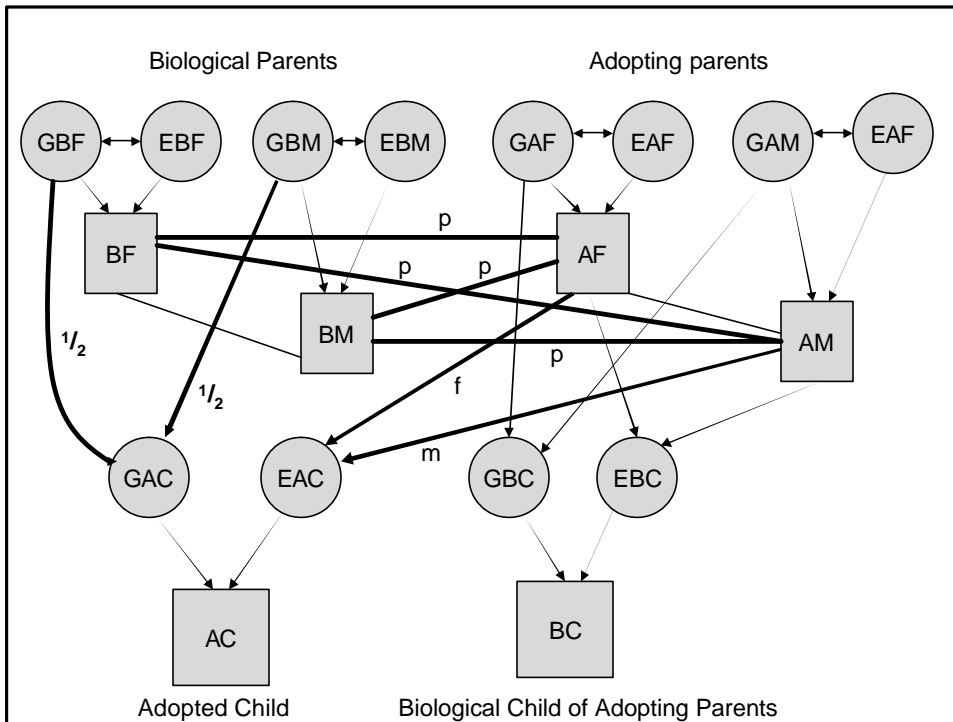 Biological Parents
Adopting parents
GBF
EBF
GBM
EBM
GAF
EAF
GAM
EAF
BF
p
AF
p
p
BM
p
AM
1/2
1/2
f
m
GAC
EAC
GBC
EBC
AC
BC
Adopted Child
Biological Child of Adopting Parents